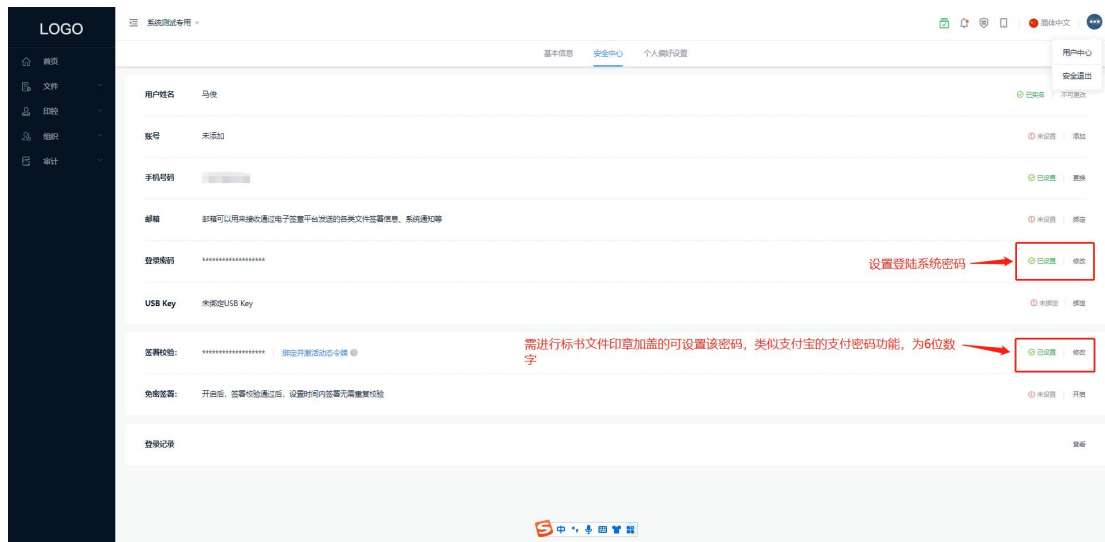 LOGO
系统测试专用
简体中文
首页
文件
印控
组织
审计
基本信息
安全中心
个人偏好设置
用户中心
安全退出
用户姓名
马俊
已实名
不可更改
账号
未添加
未设置
添加
手机号码
已设置
更换
邮箱
邮箱可以用来接收通过电子签章平台发送的各类文件签署信息、系统通知等
未设置
绑定
登录密码
******************
设置登陆系统密码
已设置
修改
USB Key
未绑定USB Key
未绑定
绑定
签署校验:
******************
绑定并激活动态令牌
需进行标书文件印章加盖的可设置该密码，类似支付宝的支付密码功能，为6位数
字
已设置
修改
免密签署:
开启后，签署校验通过后，设置时间内签署无需重复校验
未设置
开启
登录记录
查看
中